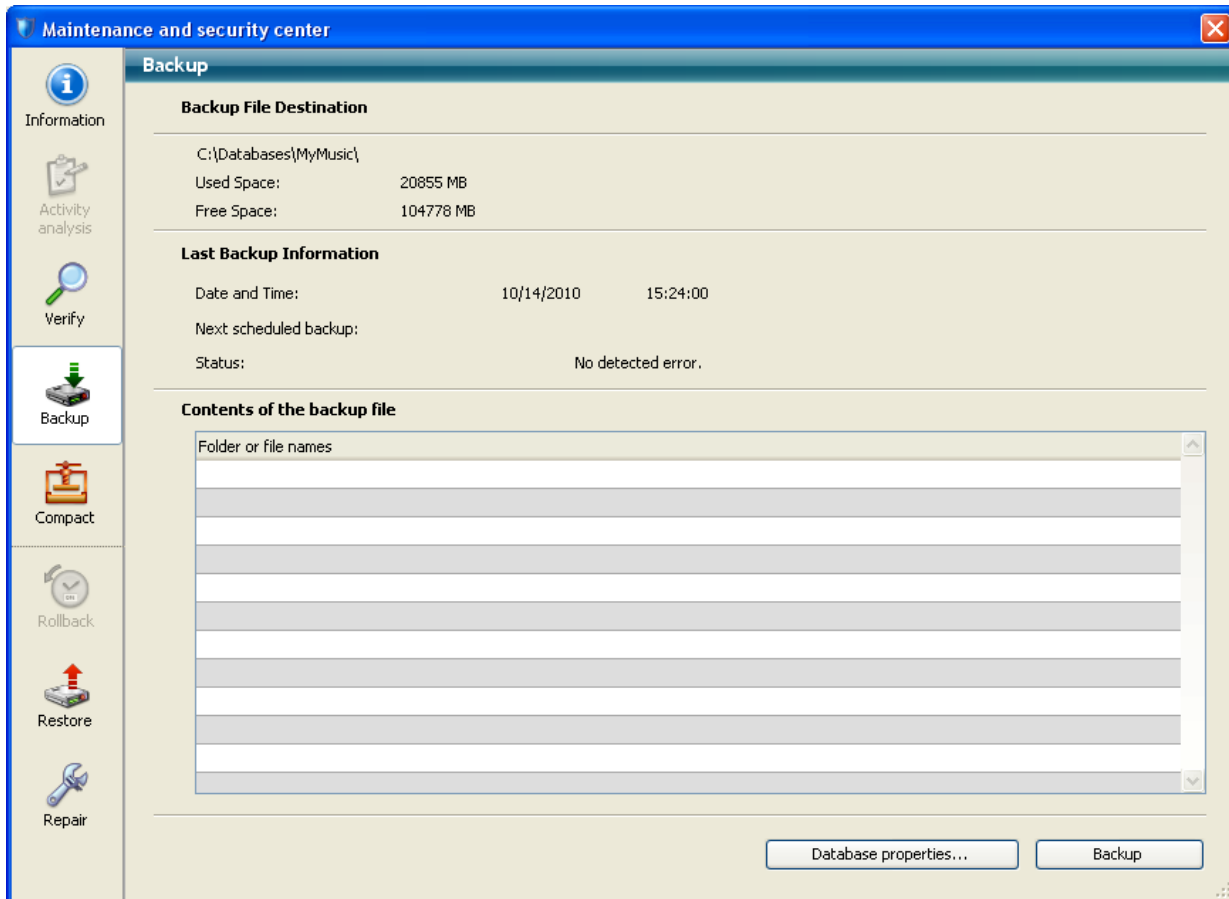 Maintenance and security center
Information
Activity
analysis
Verify
Backup
Compact
Rollback
Restore
Repair
Backup
Backup File Destination
C:\Databases\MyMusic\
Used Space: 20855 MB
Free Space: 104778 MB
Last Backup Information
Date and Time: 10/14/2010 15:24:00
Next scheduled backup:
Status: No detected error.
Contents of the backup file
Folder or file names
Database properties... Backup